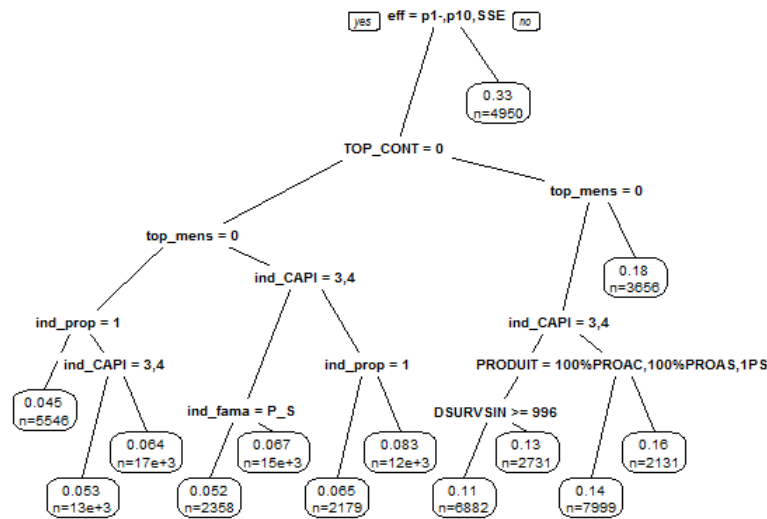 yes eff = p1-,p10,SSE no
0.33
n=4950
TOP_CONT = 0
top_mens = 0
top_mens = 0
ind_CAPI = 3,4
0.18
n=3656
ind_prop = 1
ind_CAPI = 3,4
ind_CAPI = 3,4
ind_prop = 1
PRODUIT = 100%PROAC,100%PROAS,1PS
0.045
n=5546
ind_fama = P_S
DSURVSIN >= 996
0.064
n=17e+3
0.067
n=15e+3
0.083
n=12e+3
0.13
n=2731
0.16
n=2131
0.053
n=13e+3
0.052
n=2358
0.065
n=2179
0.11
n=6882
0.14
n=7999